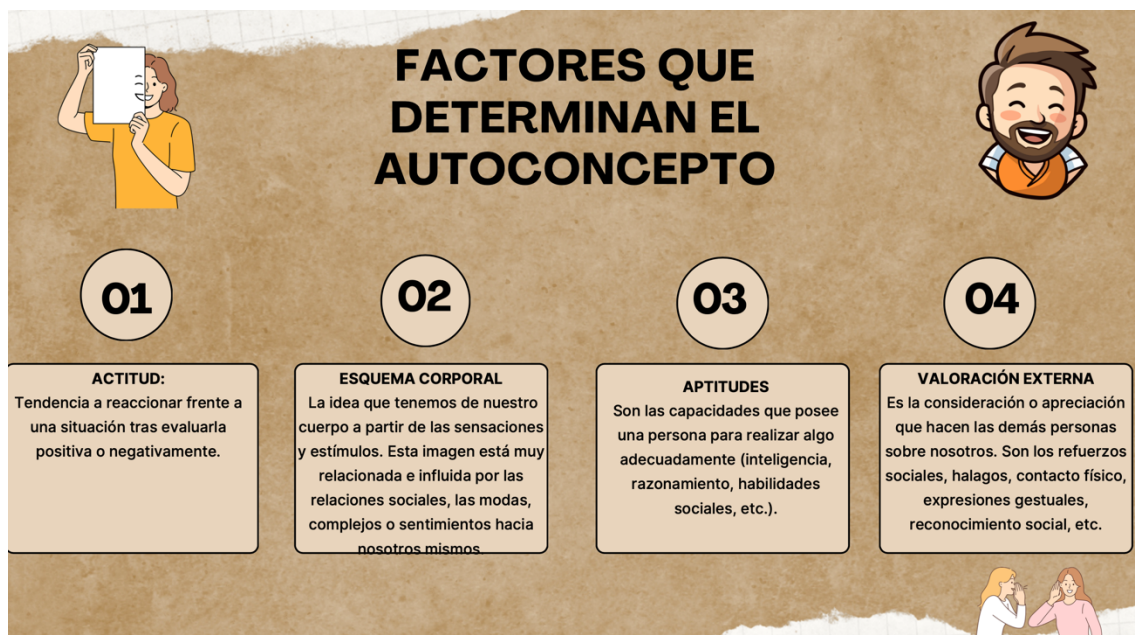 FACTORES QUE
DETERMINAN EL
AUTOCONCEPTO
01
ACTITUD:
Tendencia a reaccionar frente a
una situación tras evaluarla
positiva o negativamente.
02
ESQUEMA CORPORAL
La idea que tenemos de nuestro
cuerpo a partir de las sensaciones
y estímulos. Esta imagen está muy
relacionada e influida por las
relaciones sociales, las modas,
complejos o sentimientos hacia
nosotros mismos.
03
APTITUDES
Son las capacidades que posee
una persona para realizar algo
adecuadamente (inteligencia,
razonamiento, habilidades
sociales, etc.).
04
VALORACIÓN EXTERNA
Es la consideración o apreciación
que hacen las demás personas
sobre nosotros. Son los refuerzos
sociales, halagos, contacto físico,
expresiones gestuales,
reconocimiento social, etc.